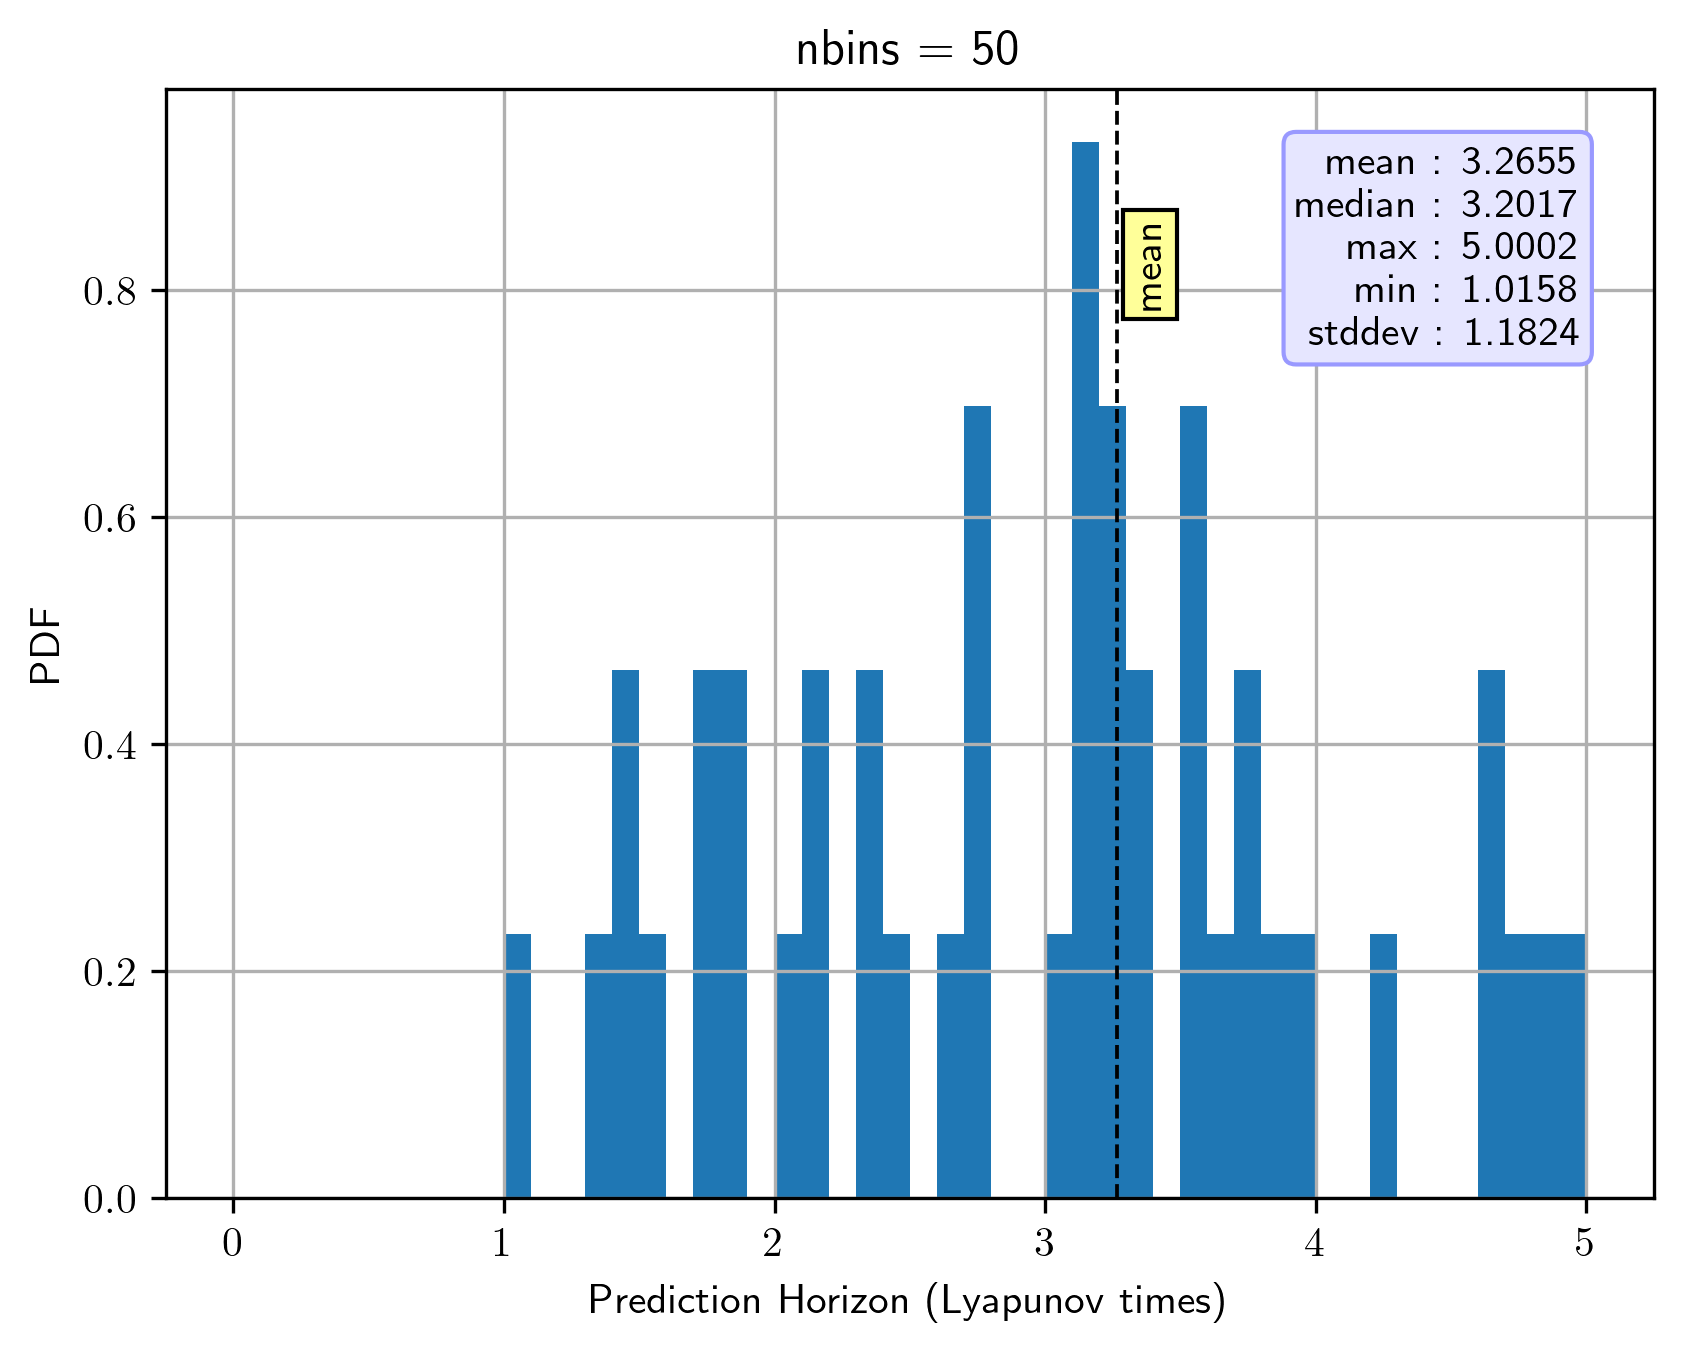 nbins = 50
mean : 3.2655
median : 3.2017
max : 5.0002
min : 1.0158
stddev : 1.1824
mean
0.8
0.6
0.4
0.2
0.0
PDF
0 1 2 3 4 5
Prediction Horizon (Lyapunov times)